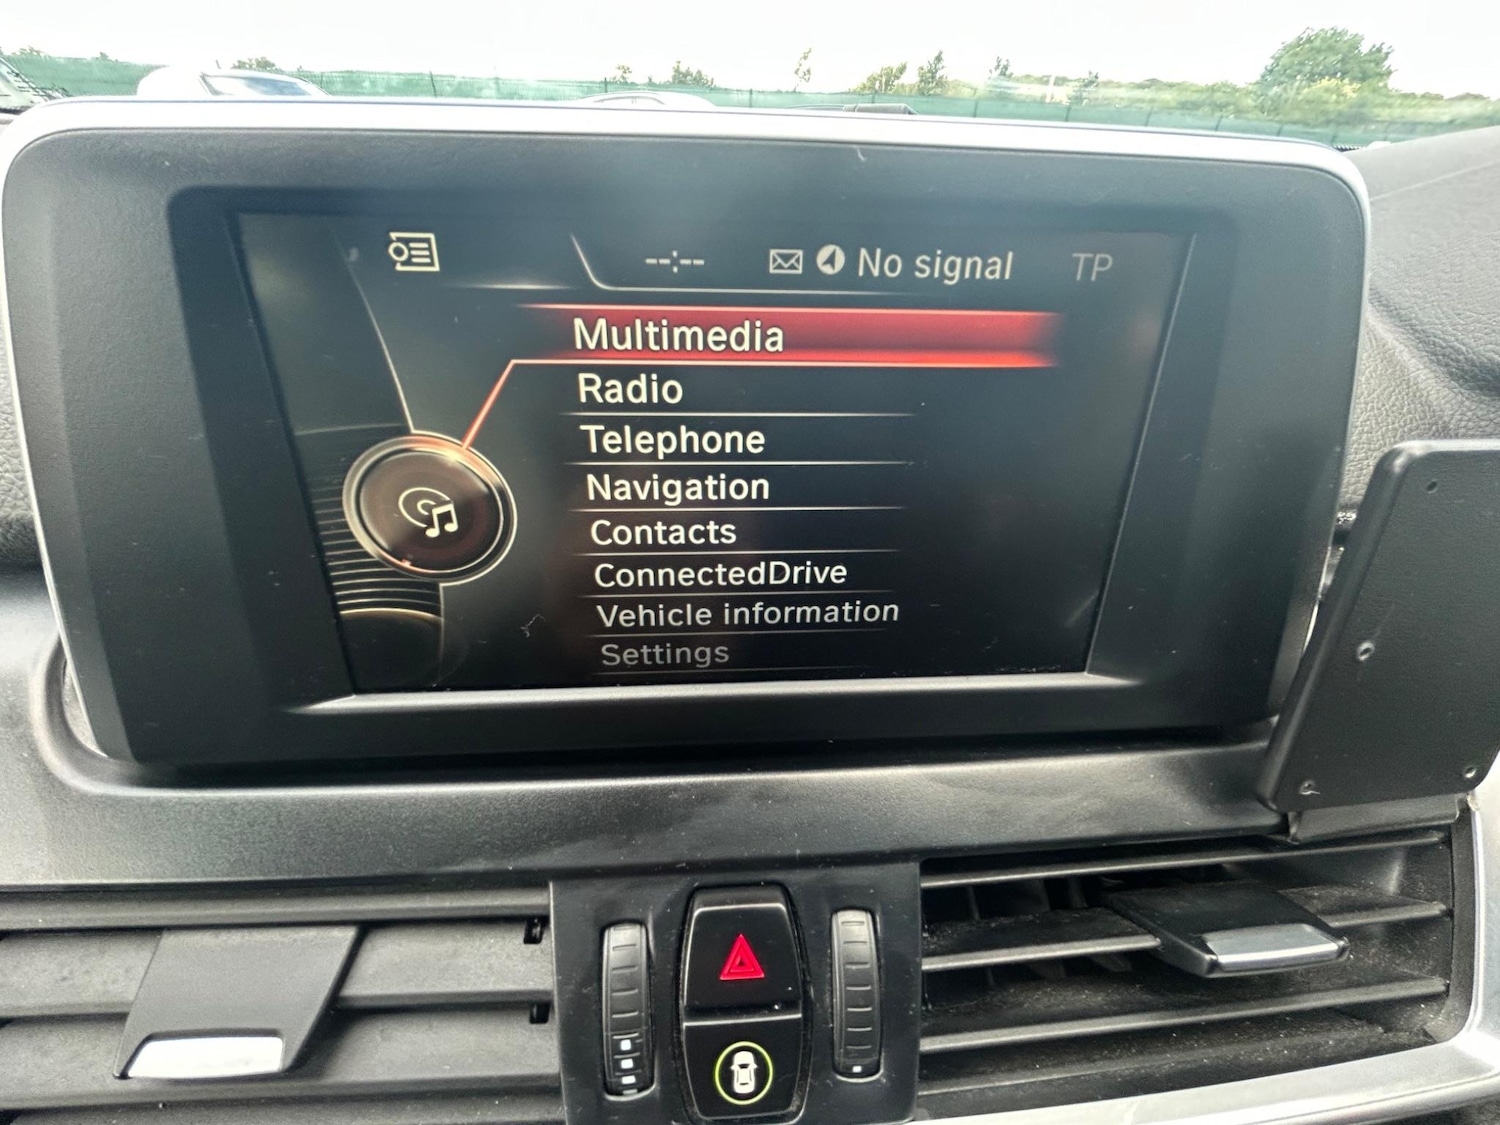 --:-- No signal TP
Multimedia
Radio
Telephone
Navigation
Contacts
ConnectedDrive
Vehicle information
Settings